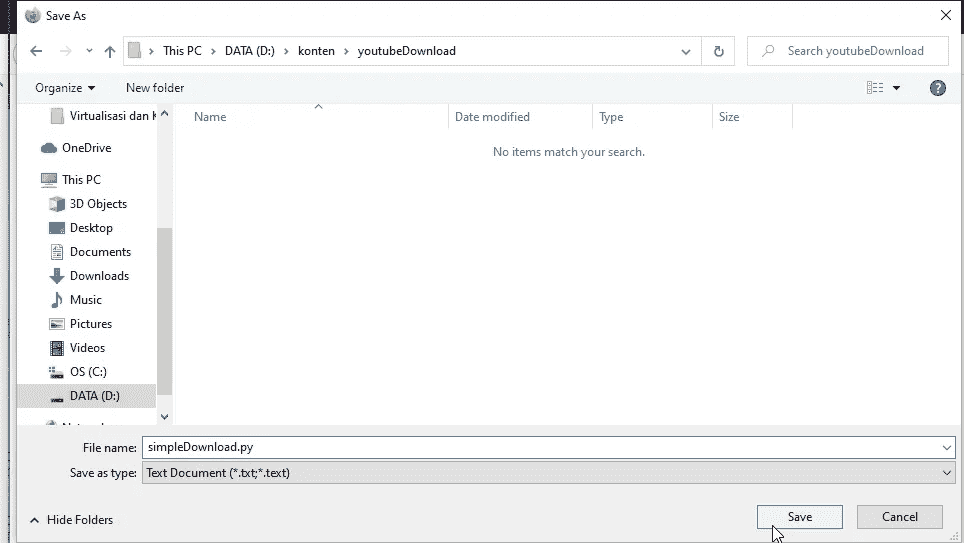 Save As
This PC > DATA (D:) > konten > youtubeDownload
Search youtubeDownload
Organize
New folder
Name
Date modified
Type
Size
No items match your search.
Virtualisasi dan
OneDrive
This PC
3D Objects
Desktop
Documents
Downloads
Music
Pictures
Videos
OS (C:)
DATA (D:)
File name: simpleDownload.py
Save as type: Text Document (*.txt;*.text)
Hide Folders
Save
Cancel